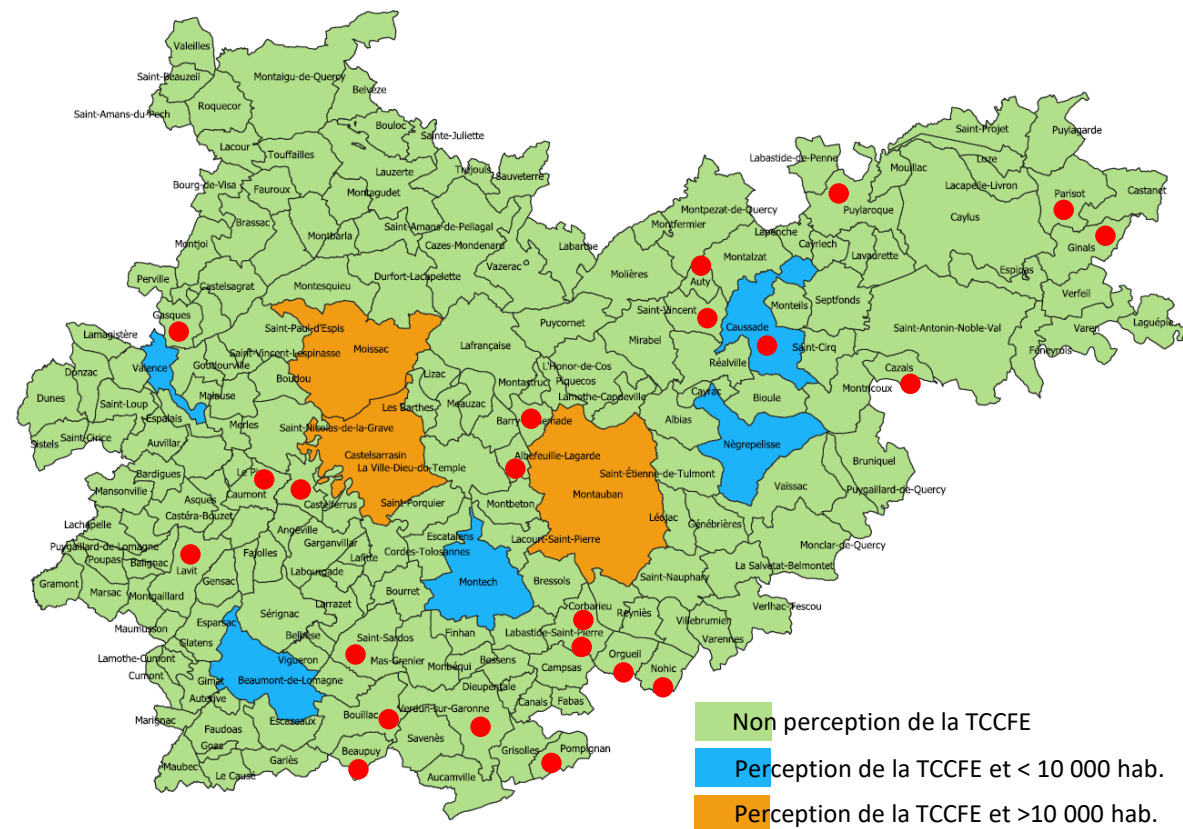 Valeilles
Saint-Beauzeil
Montaigu-de-Quercy
Belvèze
Saint-Amans-du-Pech
Roquecor
Bouloc
Sainte-Juliette
Lacour
Touffailles
Lauzerte
Tréjouls
Sauveterre
Bourg-de-Visa
Fauroux
Montagudet
Brassac
Saint-Amans-de-Pellagal
Montbarla
Cazes-Mondenard
Montjoi
Vazerac
Labarthe
Perville
Castelsagrat
Montesquieu
Durfort-Lacapelette
Molières
Montpezat-de-Quercy
Montfermier
Montalzat
Auty
Lapenche
Cayriech
Lavaurette
Labastide-de-Penne
Puylaroque
Mouillac
Saint-Projet
Loze
Puylagarde
Lacapelle-Livron
Caylus
Parisot
Castanet
Ginals
Espinas
Verfeil
Varen
Laguépie
Féneyrols
Gasques
Lamagistère
Valence
Goudourville
Saint-Vincent-Lespinasse
Saint-Paul-d'Espis
Moissac
Boudou
Lafrançaise
Puycornet
Saint-Vincent
Mirabel
Caussade
Monteils
Septfonds
Saint-Cirq
Réalville
Saint-Antonin-Noble-Val
Cazals
Montricoux
Donzac
Dunes
Saint-Loup
Malause
Espalais
Merles
Lizac
Les Barthes
Meauzac
Montastruc
L'Honor-de-Cos
Piquecos
Lamothe-Capdeville
Cayrac
Bioule
Albias
Nègrepelisse
Sistels
Saint-Cirice
Auvillar
Saint-Nicolas-de-la-Grave
Castelsarrasin
La Ville-Dieu-du-Temple
Barry-d'Islemade
Albefeuille-Lagarde
Saint-Étienne-de-Tulmont
Montauban
Vaïssac
Bruniquel
Puygaillard-de-Quercy
Bardigues
Mansonville
Asques
Le Pin
Caumont
Castelferrus
Saint-Porquier
Montbeton
Léojac
Génébrières
Monclar-de-Quercy
Lachapelle
Castéra-Bouzet
Angeville
Garganvillar
Escatalens
Lacourt-Saint-Pierre
Puygaillard-de-Lomagne
Poupas
Balignac
Lavit
Fajolles
Lafitte
Cordes-Tolosannes
La Salvetat-Belmontet
Gramont
Marsac
Montgaillard
Gensac
Labourgade
Bourret
Montech
Bressols
Saint-Nauphary
Maumusson
Esparsac
Sérignac
Larrazet
Corbarieu
Reyniès
Villebrumier
Verlhac-Tescou
Glatens
Belbèse
Saint-Sardos
Finhan
Labastide-Saint-Pierre
Varennes
Lamothe-Cumont
Cumont
Gimat
Vigueron
Beaumont-de-Lomagne
Mas-Grenier
Monbéqui
Bessens
Campsas
Orgueil
Nohic
Auterive
Dieupentale
Canals
Fabas
Marignac
Escazeaux
Bouillac
Verdun-sur-Garonne
Faudoas
Goas
Savenès
Grisolles
Pompignan
Maubec
Gariès
Le Causé
Beaupuy
Aucamville
Non perception de la TCCFE
Perception de la TCCFE et < 10 000 hab.
Perception de la TCCFE et >10 000 hab.